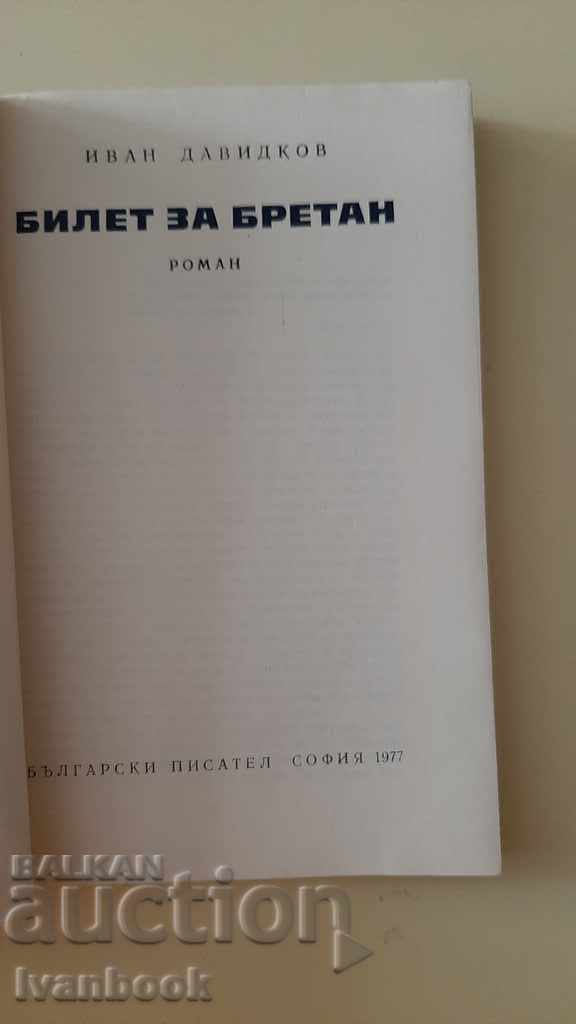 ИВАН ДАВИДКОВ
БИЛЕТ ЗА БРЕТАН
РОМАН
БЪЛГАРСКИ ПИСАТЕЛ СОФИЯ 1977
BALKAN
auction
Ivanbook